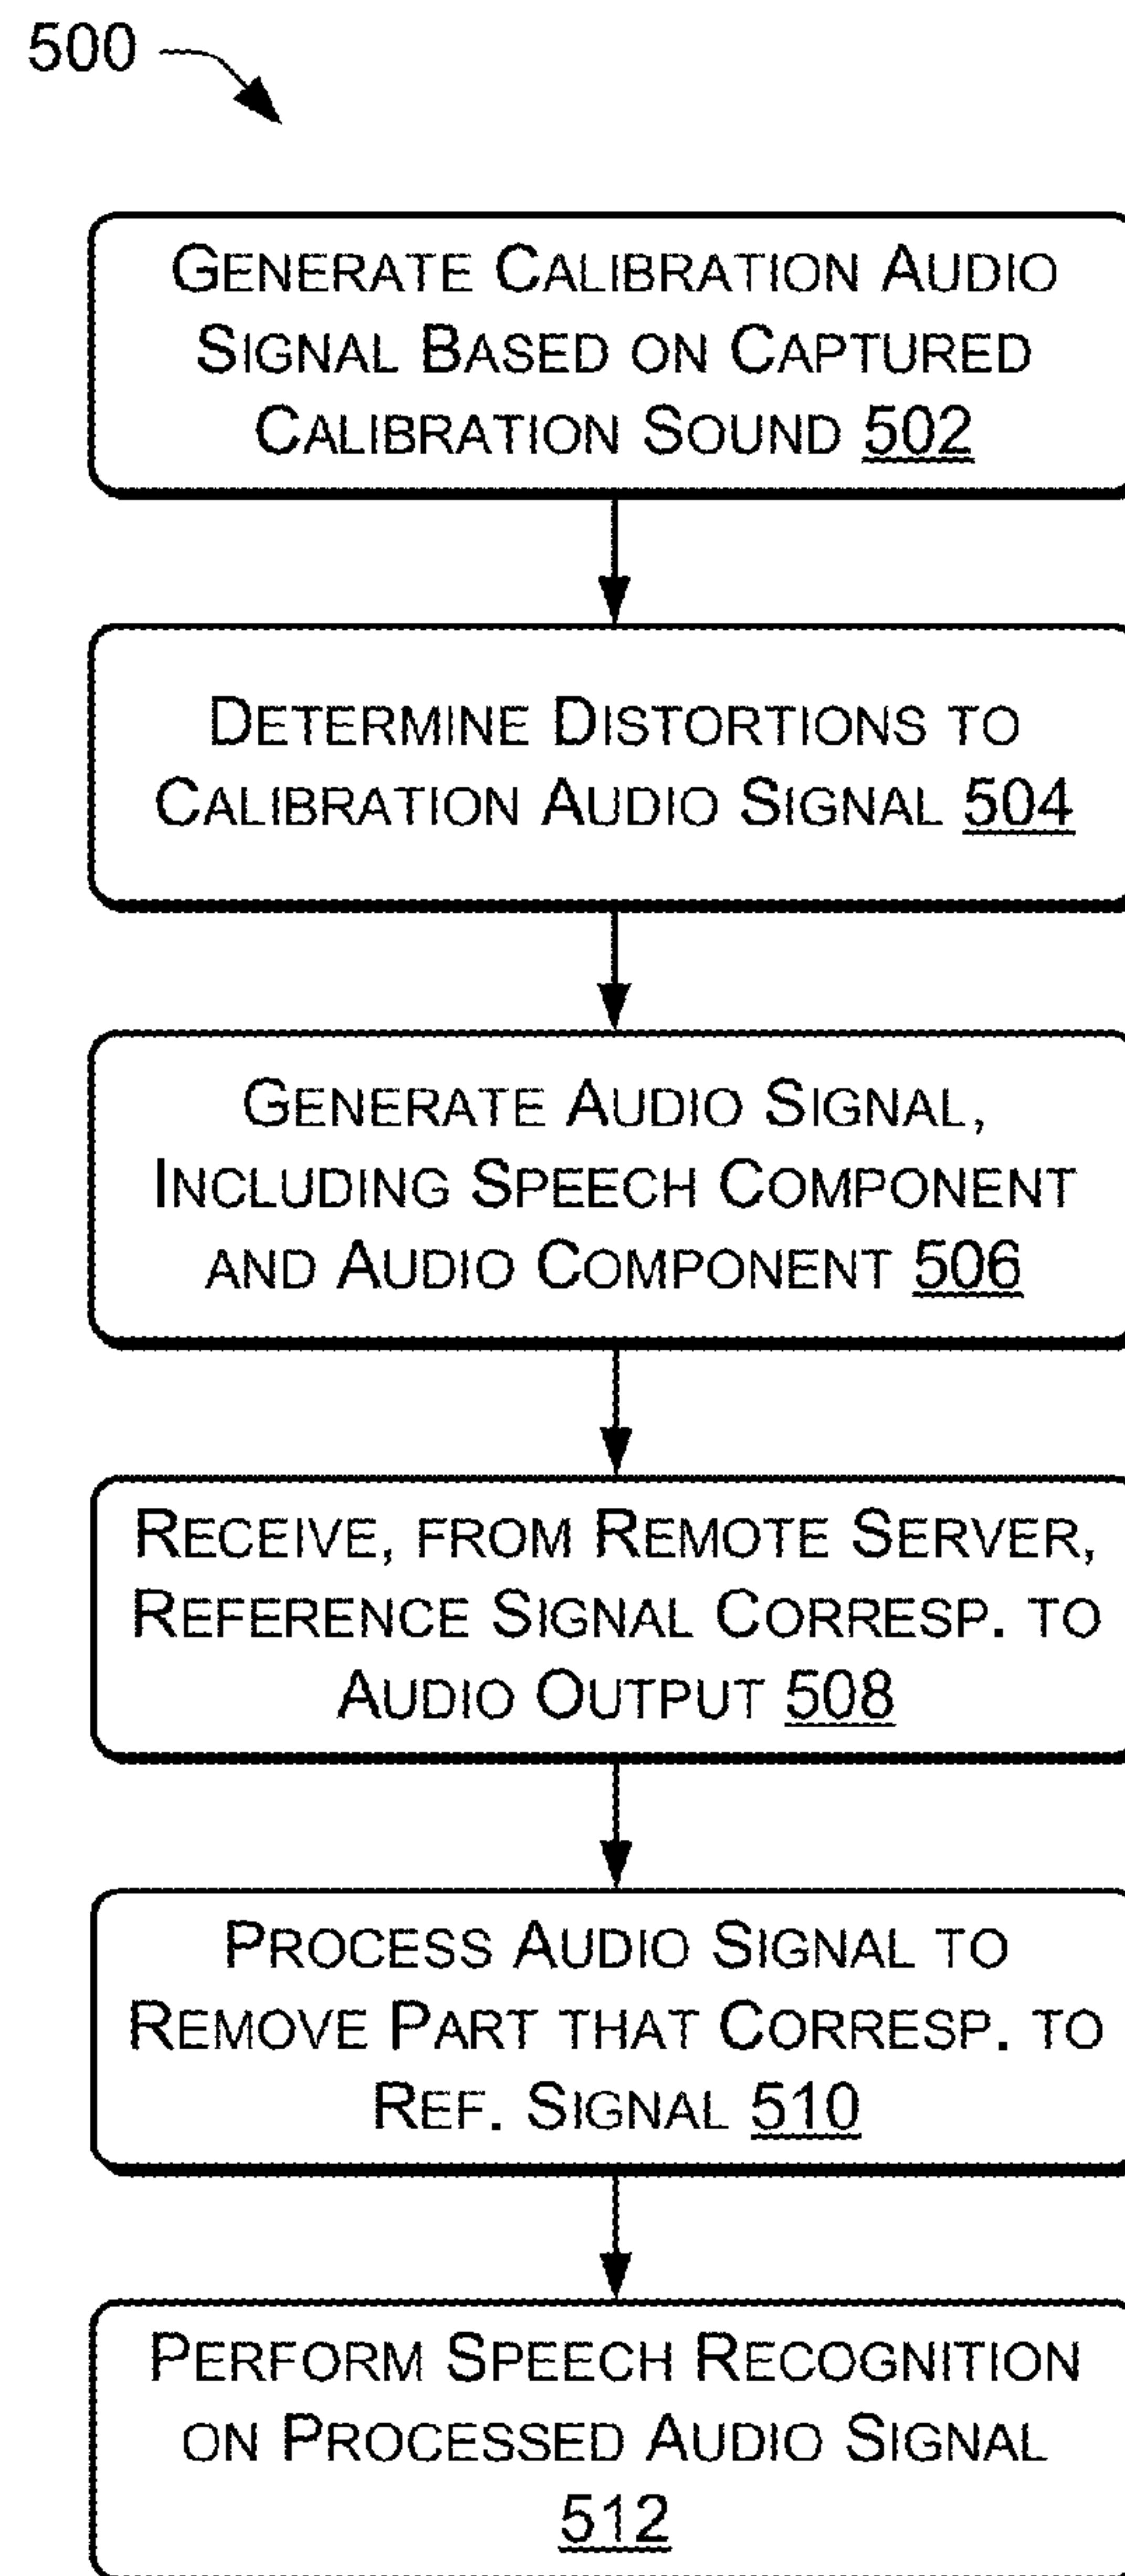 500
GENERATE CALIBRATION AUDIO
SIGNAL BASED ON CAPTURED
CALIBRATION SOUND 502
DETERMINE DISTORTIONS TO
CALIBRATION AUDIO SIGNAL 504
GENERATE AUDIO SIGNAL,
INCLUDING SPEECH COMPONENT
AND AUDIO COMPONENT 506
RECEIVE, FROM REMOTE SERVER,
REFERENCE SIGNAL CORRESP. TO
AUDIO OUTPUT 508
PROCESS AUDIO SIGNAL TO
REMOVE PART THAT CORRESP. TO
REF. SIGNAL 510
PERFORM SPEECH RECOGNITION
ON PROCESSED AUDIO SIGNAL
512